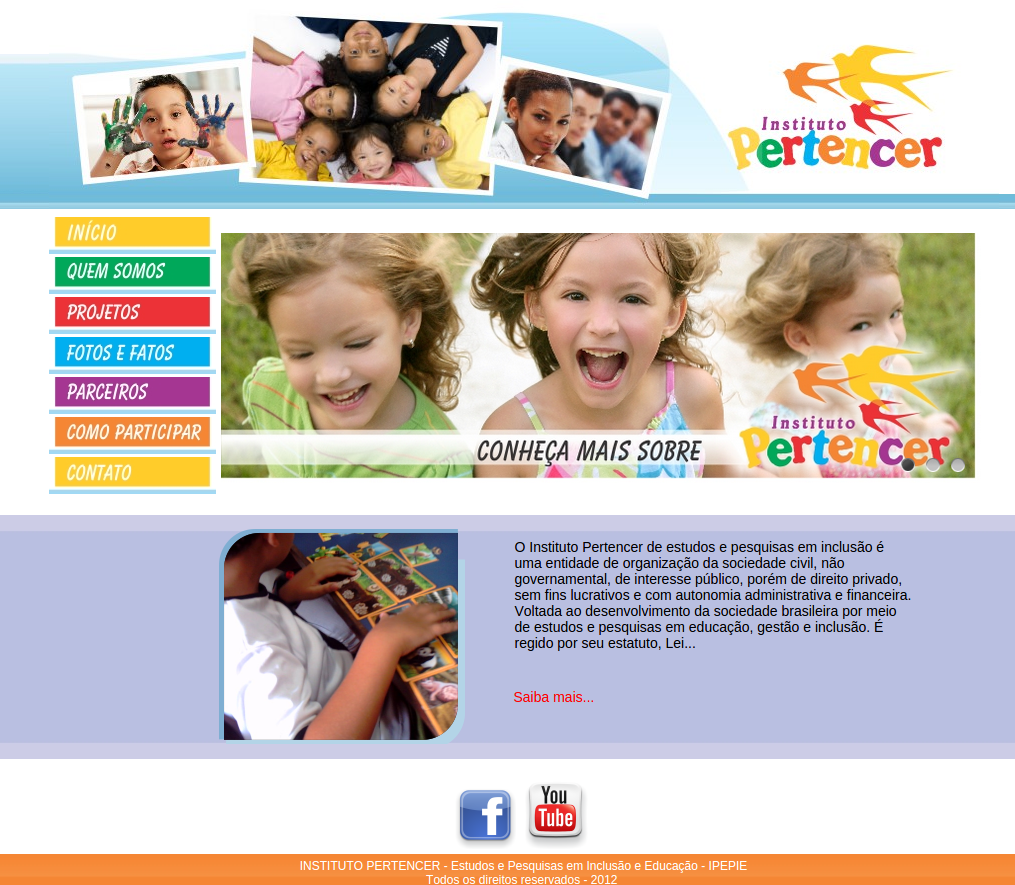 Instituto
Pertencer
INÍCIO
QUEM SOMOS
PROJETOS
FOTOS E FATOS
PARCEIROS
COMO PARTICIPAR
CONTATO
CONHEÇA MAIS SOBRE
Instituto
Pertencer
O Instituto Pertencer de estudos e pesquisas em inclusão é
uma entidade de organização da sociedade civil, não
governamental, de interesse público, porém de direito privado,
sem fins lucrativos e com autonomia administrativa e financeira.
Voltada ao desenvolvimento da sociedade brasileira por meio
de estudos e pesquisas em educação, gestão e inclusão. É
regido por seu estatuto, Lei...
Saiba mais...
f
You
Tube
INSTITUTO PERTENCER - Estudos e Pesquisas em Inclusão e Educação - IPEPIE
Todos os direitos reservados - 2012